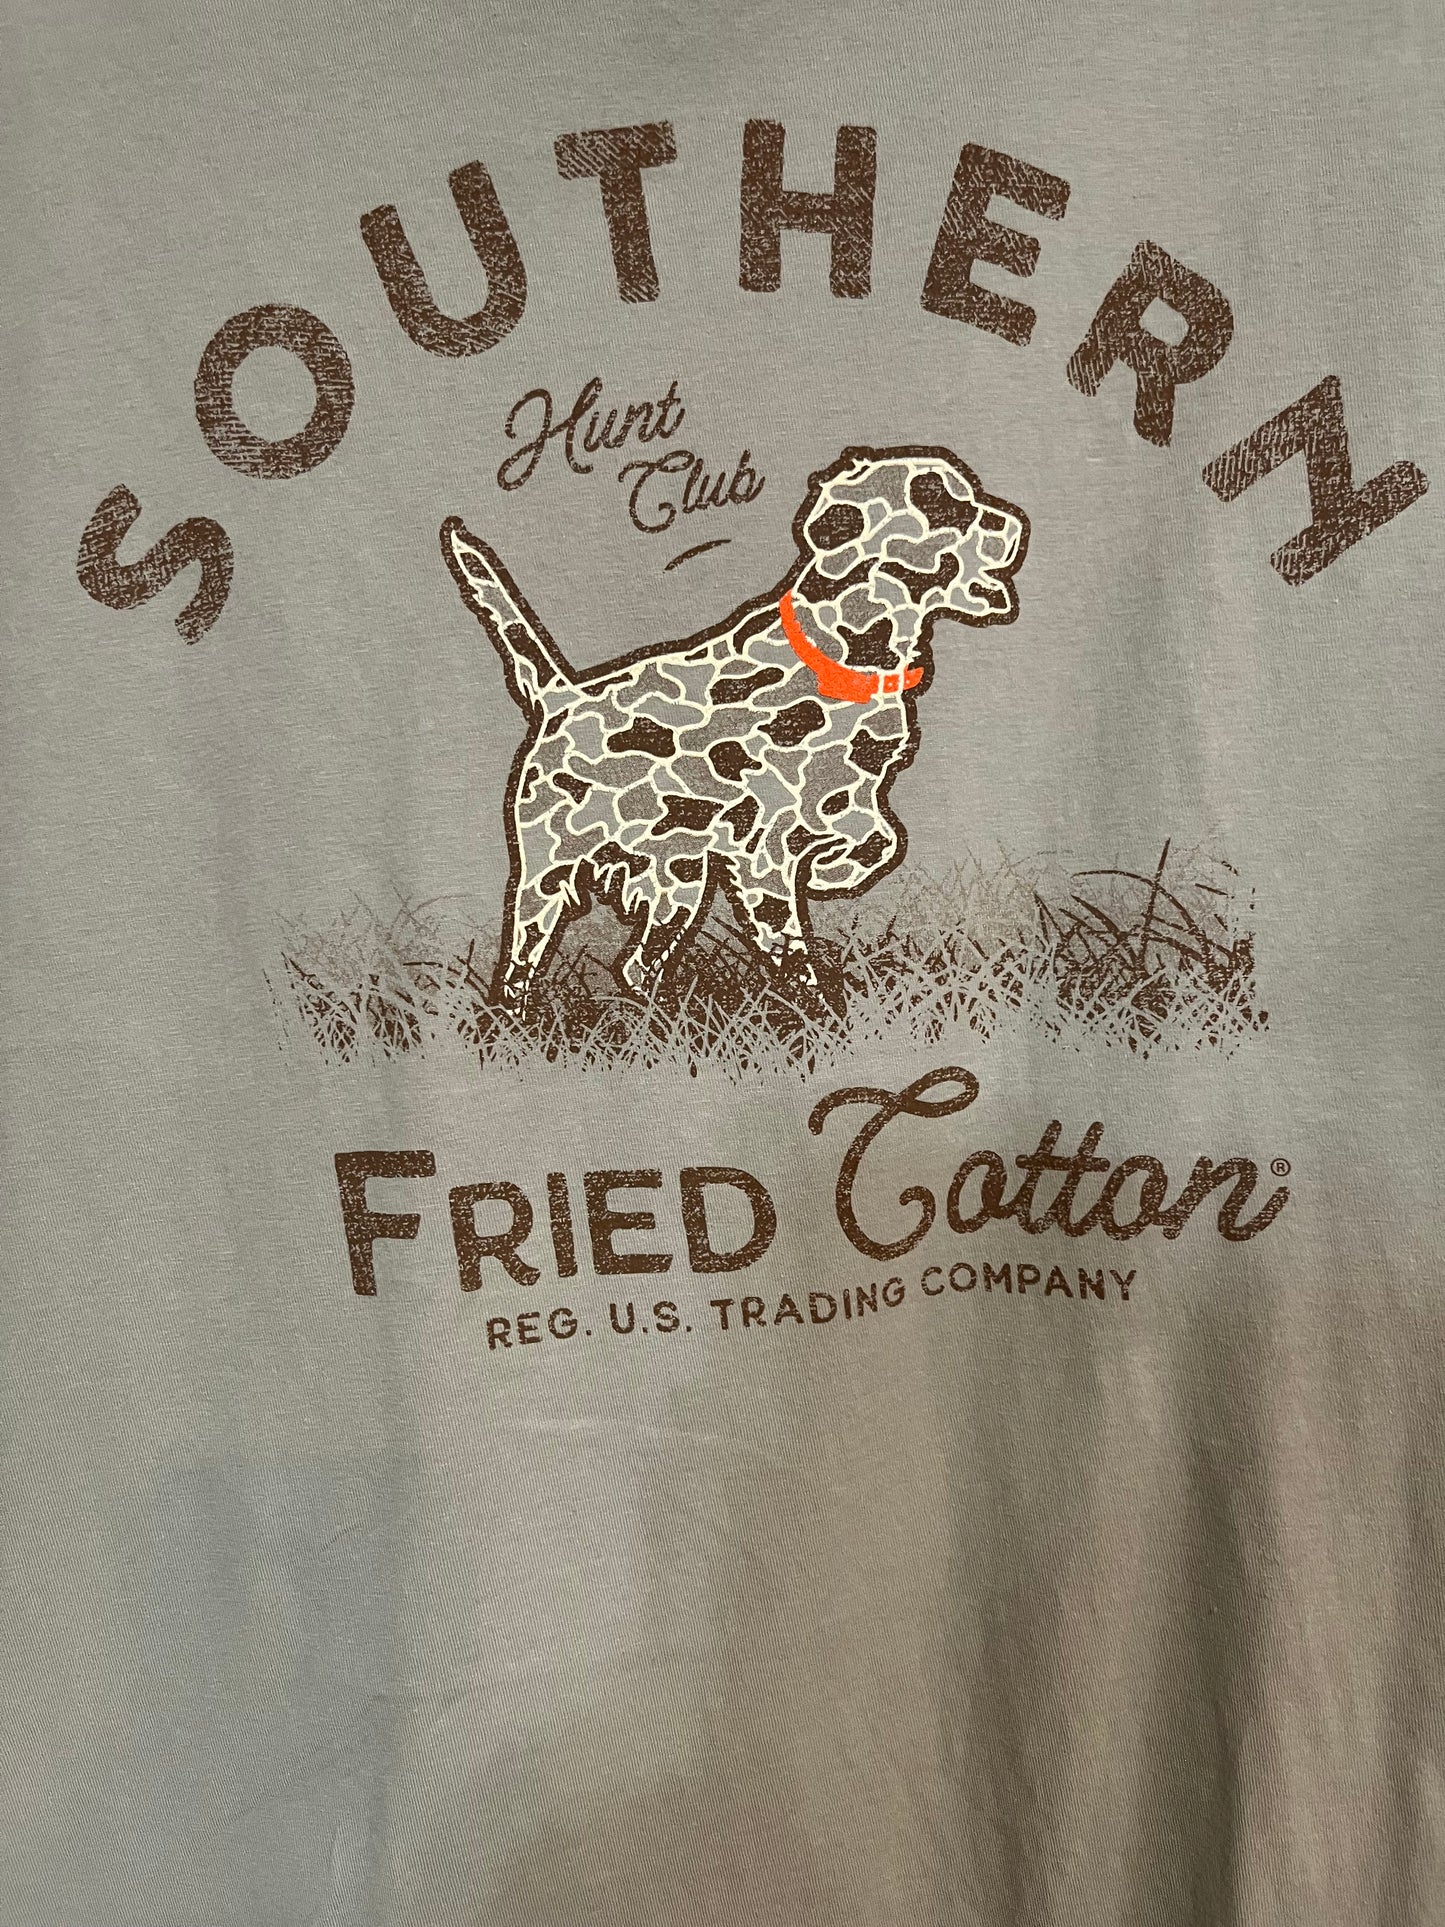 SOUTHERN
Hunt
Club
FRIED Cotton®
REG. U.S. TRADING COMPANY